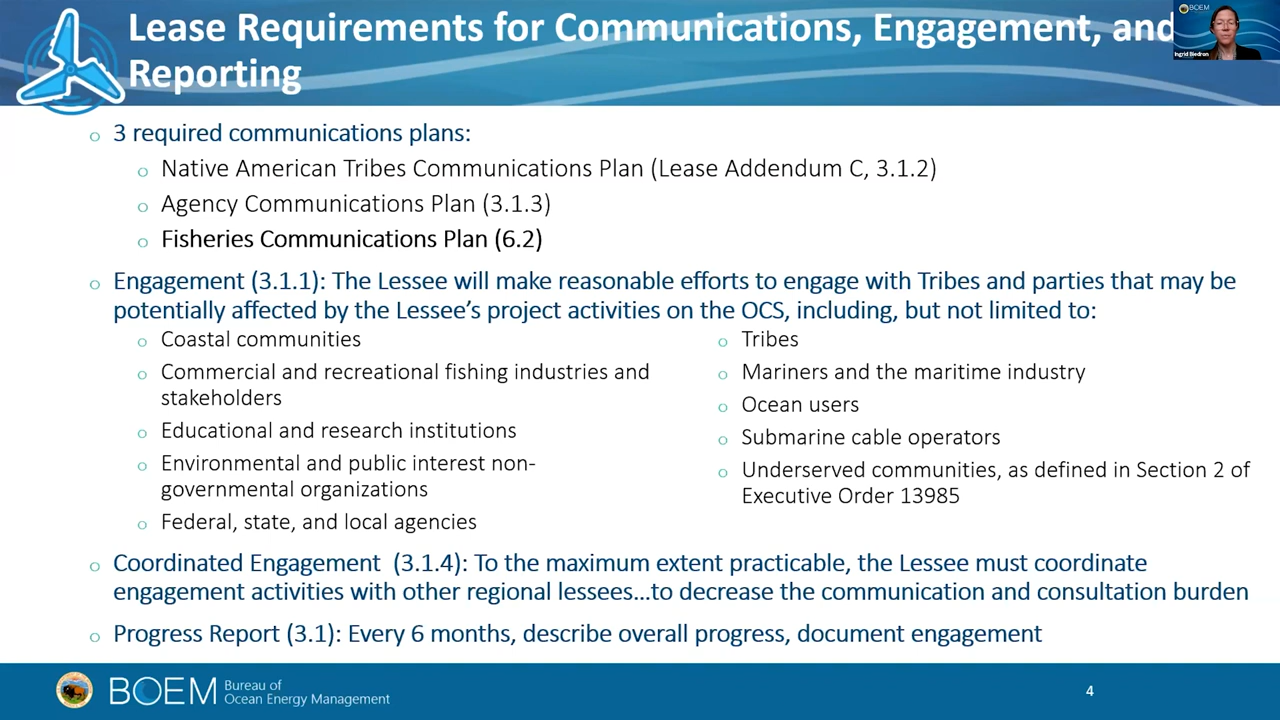 Lease Requirements for Communications, Engagement, and
Reporting
BOEM
Ingrid Biedron
o 3 required communications plans:
o Native American Tribes Communications Plan (Lease Addendum C, 3.1.2)
o Agency Communications Plan (3.1.3)
o Fisheries Communications Plan (6.2)
o Engagement (3.1.1): The Lessee will make reasonable efforts to engage with Tribes and parties that may be
potentially affected by the Lessee's project activities on the OCS, including, but not limited to:
o Coastal communities
o Commercial and recreational fishing industries and
stakeholders
o Educational and research institutions
o Environmental and public interest non-
governmental organizations
o Federal, state, and local agencies
o Tribes
o Mariners and the maritime industry
o Ocean users
o Submarine cable operators
o Underserved communities, as defined in Section 2 of
Executive Order 13985
o Coordinated Engagement (3.1.4): To the maximum extent practicable, the Lessee must coordinate
engagement activities with other regional lessees…to decrease the communication and consultation burden
o Progress Report (3.1): Every 6 months, describe overall progress, document engagement
BOEM
Bureau of
Ocean Energy Management
4